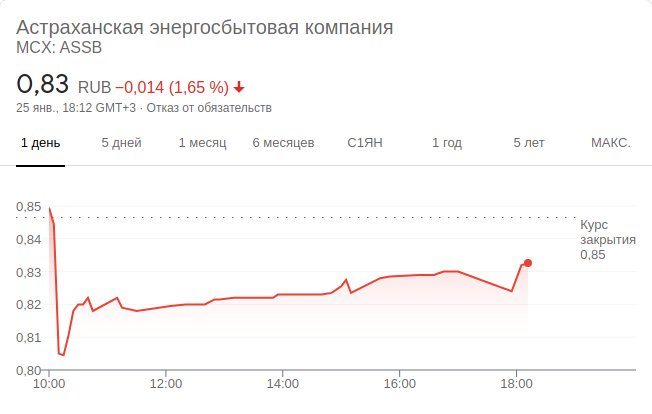 Астраханская энергосбытовая компания
MCX: ASSB
0,83 RUB −0,014 (1,65 %)
25 янв., 18:12 GMT+3 · Отказ от обязательств
1 день 5 дней 1 месяц 6 месяцев С1ЯН 1 год 5 лет МАКС.
0,85
Курс
закрытия
0,85
0,84
0,83
0,82
0,81
0,80
10:00 12:00 14:00 16:00 18:00